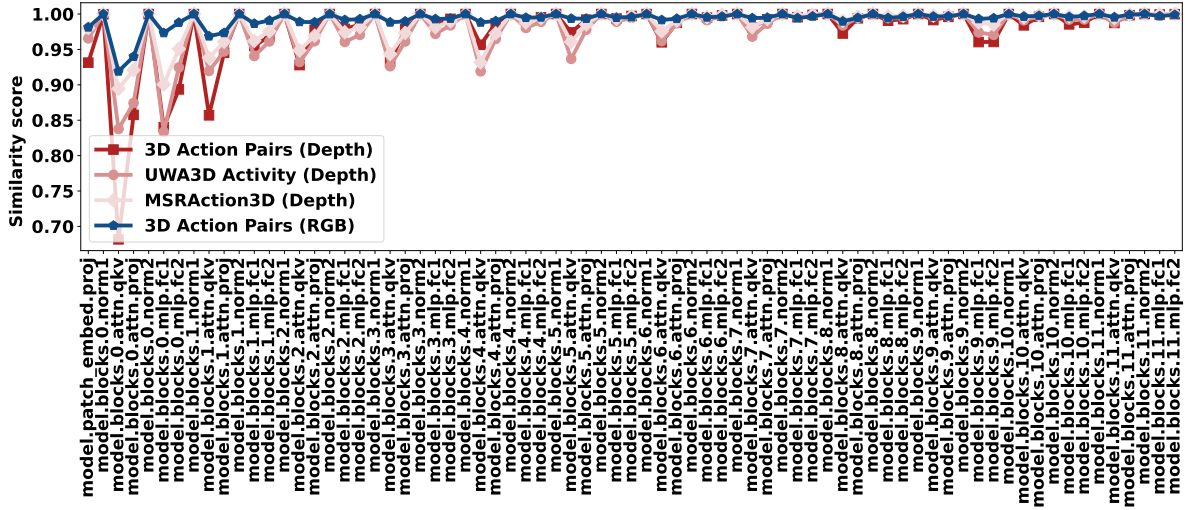 Similarity score
1.00
0.95
0.90
0.85
0.80
0.75
0.70
3D Action Pairs (Depth)
UWA3D Activity (Depth)
MSRAction3D (Depth)
3D Action Pairs (RGB)
model.patch_embed.proj
model.blocks.0.norm1
model.blocks.0.attn.qkv
model.blocks.0.attn.proj
model.blocks.0.norm2
model.blocks.0.mlp.fc1
model.blocks.0.mlp.fc2
model.blocks.1.norm1
model.blocks.1.attn.qkv
model.blocks.1.attn.proj
model.blocks.1.norm2
model.blocks.1.mlp.fc1
model.blocks.1.mlp.fc2
model.blocks.2.norm1
model.blocks.2.attn.qkv
model.blocks.2.attn.proj
model.blocks.2.norm2
model.blocks.2.mlp.fc1
model.blocks.2.mlp.fc2
model.blocks.3.norm1
model.blocks.3.attn.qkv
model.blocks.3.attn.proj
model.blocks.3.norm2
model.blocks.3.mlp.fc1
model.blocks.3.mlp.fc2
model.blocks.4.norm1
model.blocks.4.attn.qkv
model.blocks.4.attn.proj
model.blocks.4.norm2
model.blocks.4.mlp.fc1
model.blocks.4.mlp.fc2
model.blocks.5.norm1
model.blocks.5.attn.qkv
model.blocks.5.attn.proj
model.blocks.5.norm2
model.blocks.5.mlp.fc1
model.blocks.5.mlp.fc2
model.blocks.6.norm1
model.blocks.6.attn.qkv
model.blocks.6.attn.proj
model.blocks.6.norm2
model.blocks.6.mlp.fc1
model.blocks.6.mlp.fc2
model.blocks.7.norm1
model.blocks.7.attn.qkv
model.blocks.7.attn.proj
model.blocks.7.norm2
model.blocks.7.mlp.fc1
model.blocks.7.mlp.fc2
model.blocks.8.norm1
model.blocks.8.attn.qkv
model.blocks.8.attn.proj
model.blocks.8.norm2
model.blocks.8.mlp.fc1
model.blocks.8.mlp.fc2
model.blocks.9.norm1
model.blocks.9.attn.qkv
model.blocks.9.attn.proj
model.blocks.9.norm2
model.blocks.9.mlp.fc1
model.blocks.9.mlp.fc2
model.blocks.10.norm1
model.blocks.10.attn.qkv
model.blocks.10.attn.proj
model.blocks.10.norm2
model.blocks.10.mlp.fc1
model.blocks.10.mlp.fc2
model.blocks.11.norm1
model.blocks.11.attn.qkv
model.blocks.11.attn.proj
model.blocks.11.norm2
model.blocks.11.mlp.fc1
model.blocks.11.mlp.fc2